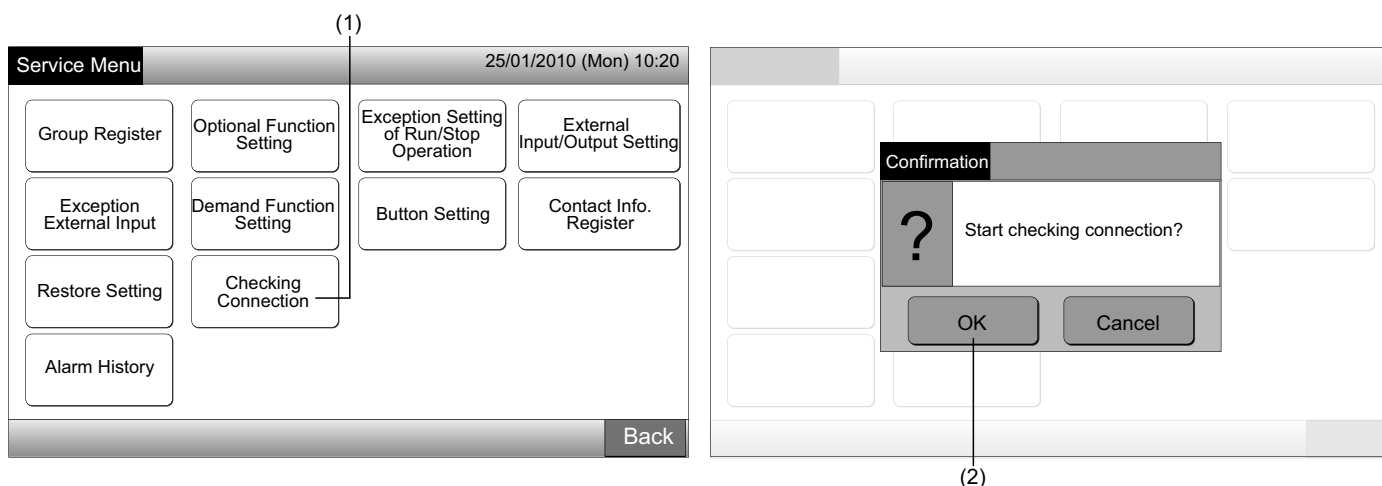 (1)
Service Menu
25/01/2010 (Mon) 10:20
Group Register
Optional Function
Setting
Exception Setting
of Run/Stop
Operation
External
Input/Output Setting
Exception
External Input
Demand Function
Setting
Button Setting
Contact Info.
Register
Restore Setting
Checking
Connection
Alarm History
Back
Confirmation
?
Start checking connection?
OK
Cancel
(2)